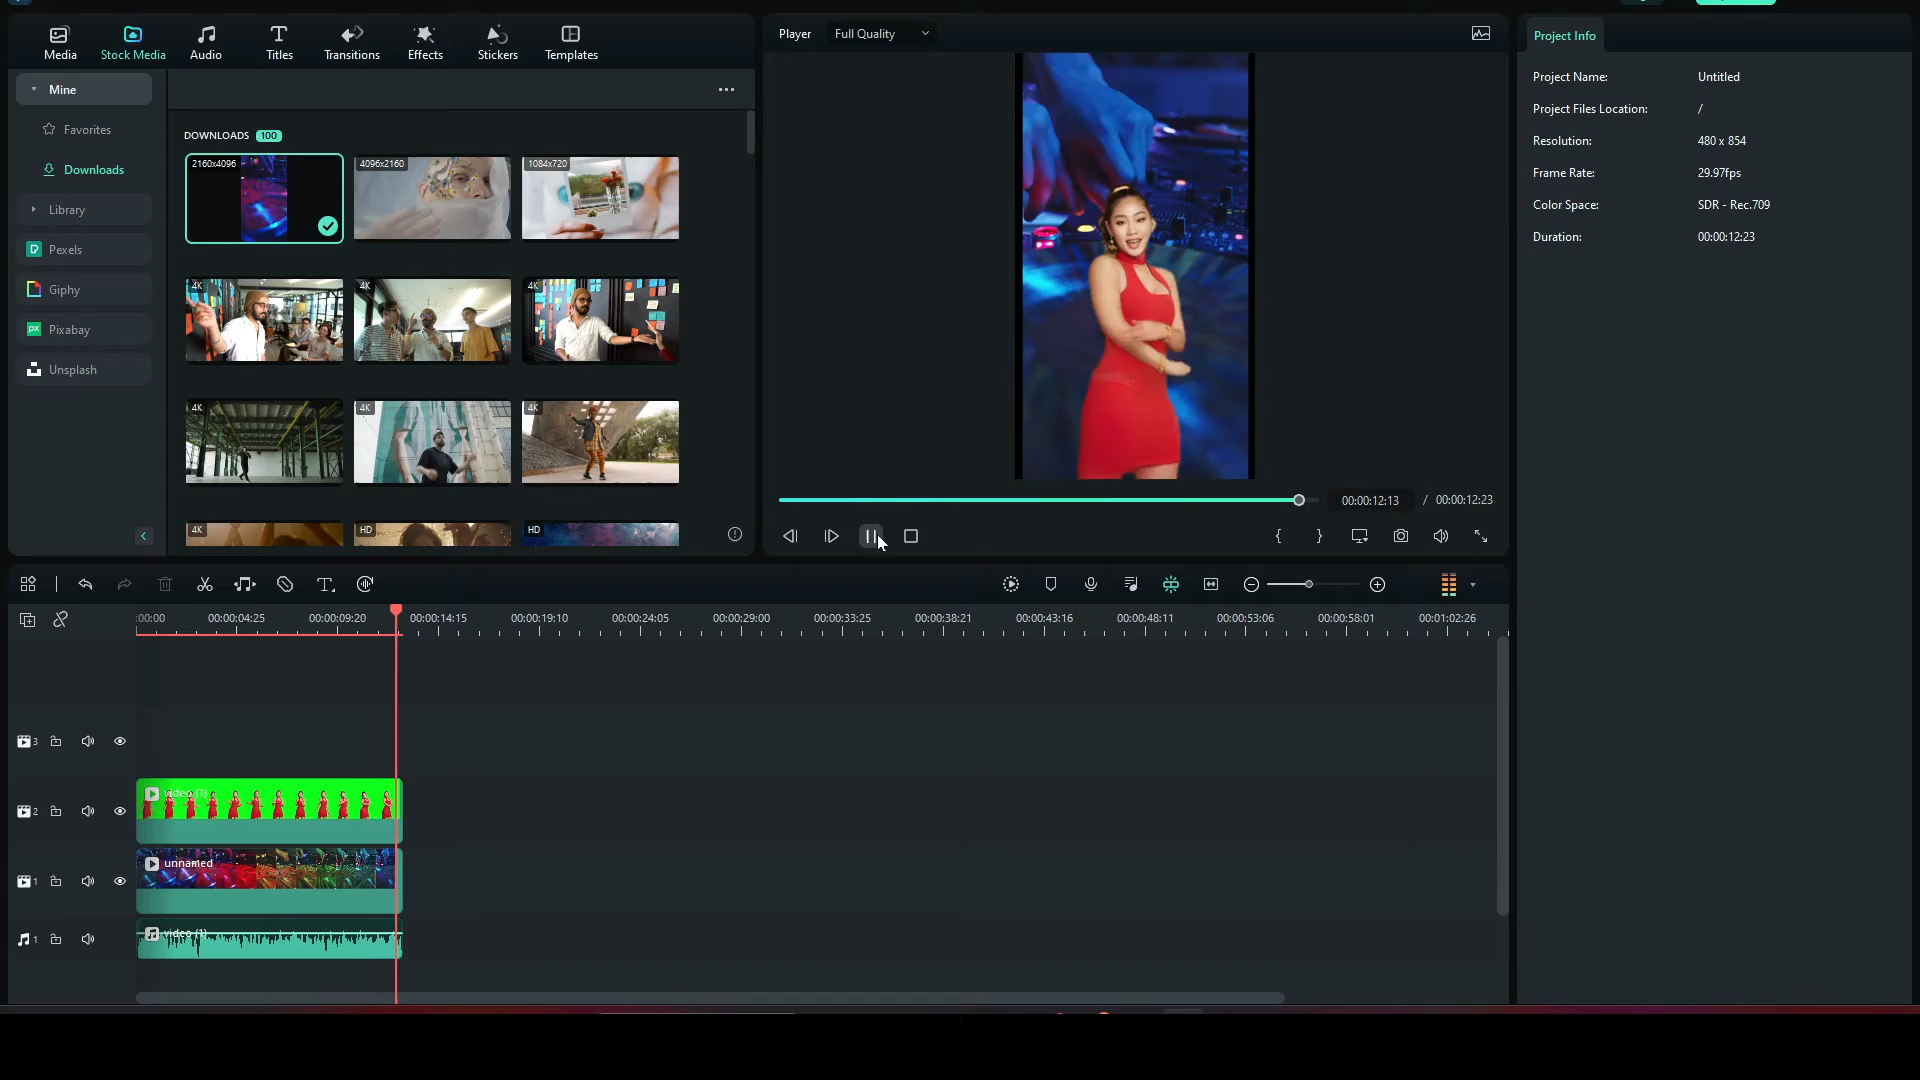 Media
Stock Media
Audio
Titles
Transitions
Effects
Stickers
Templates
Mine
Favorites
Downloads
Library
Pexels
Giphy
Pixabay
Unsplash
DOWNLOADS 100
2160x4096
4096x2160
1084x720
4K
4K
4K
4K
4K
4K
4K
HD
HD
Player
Full Quality
00:00:12:13 / 00:00:12:23
Project Info
Project Name: Untitled
Project Files Location: /
Resolution: 480 x 854
Frame Rate: 29.97fps
Color Space: SDR - Rec.709
Duration: 00:00:12:23
:00:00 00:00:04:25 00:00:09:20 00:00:14:15 00:00:19:10 00:00:24:05 00:00:29:00 00:00:33:25 00:00:38:21 00:00:43:16 00:00:48:11 00:00:53:06 00:00:58:01 00:01:02:26
3
2
video (1)
1
unnamed
1
video (1)